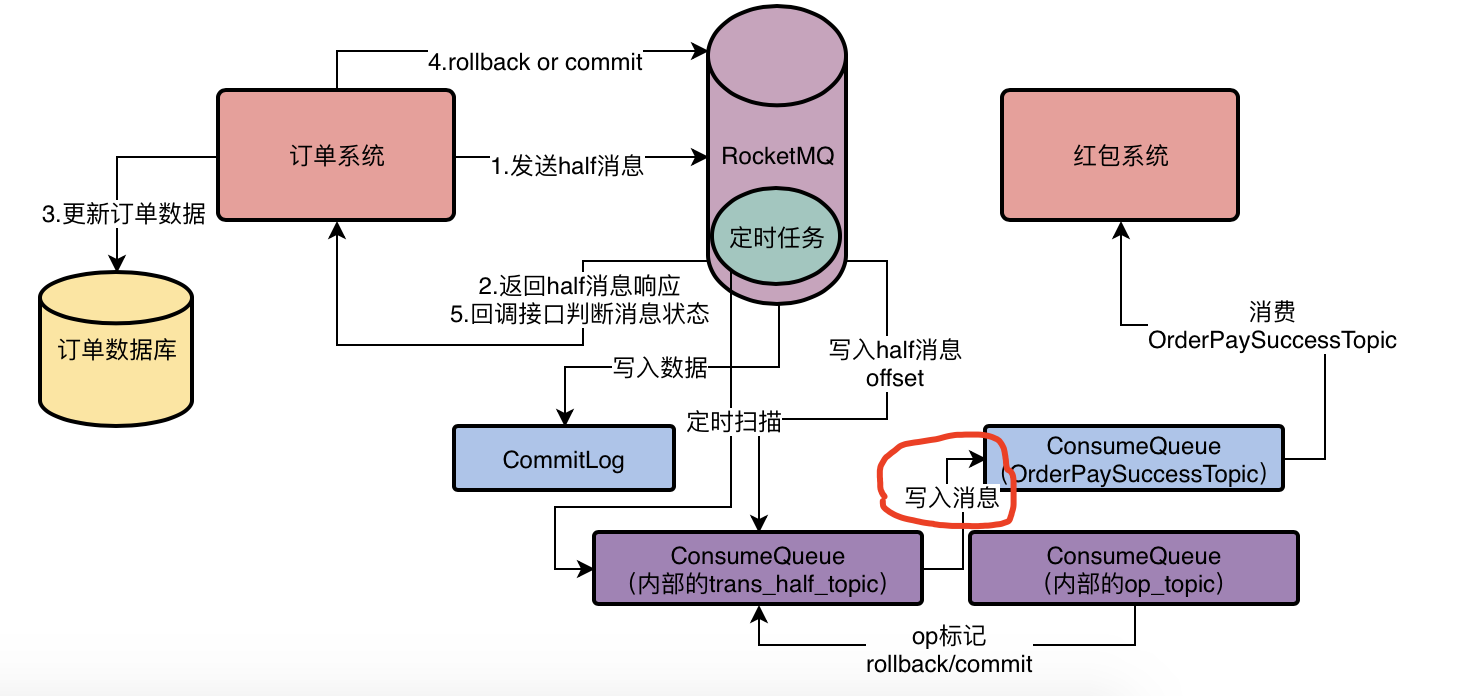 4.rollback or commit
订单系统
1.发送half消息
RocketMQ
红包系统
3.更新订单数据
定时任务
2.返回half消息响应
5.回调接口判断消息状态
消费
OrderPaySuccessTopic
订单数据库
写入half消息
offset
写入数据
定时扫描
CommitLog
ConsumeQueue
（OrderPaySuccessTopic）
写入消息
ConsumeQueue
（内部的trans_half_topic）
ConsumeQueue
（内部的op_topic）
op标记
rollback/commit